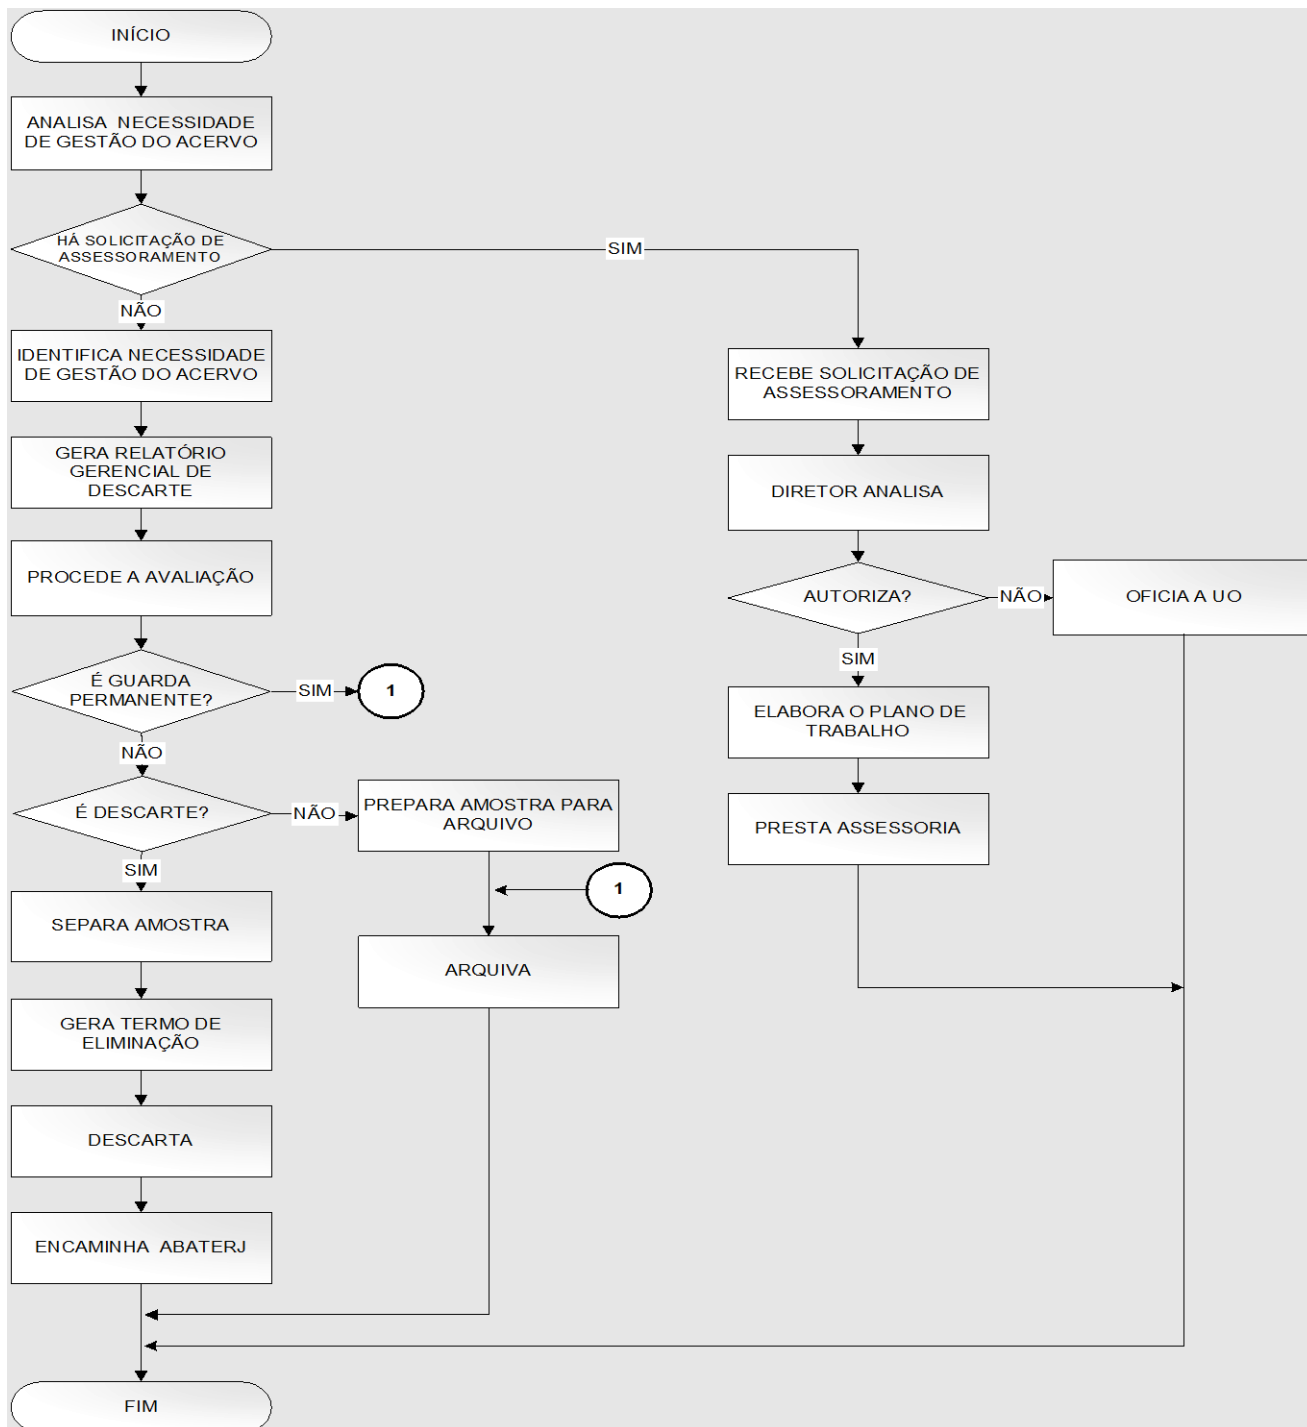 INÍCIO
ANALISA NECESSIDADE
DE GESTÃO DO ACERVO
HÁ SOLICITAÇÃO DE
ASSESSORAMENTO
SIM
NÃO
IDENTIFICA NECESSIDADE
DE GESTÃO DO ACERVO
GERA RELATÓRIO
GERENCIAL DE
DESCARTE
PROCEDE A AVALIAÇÃO
É GUARDA
PERMANENTE?
SIM
1
NÃO
É DESCARTE?
NÃO
PREPARA AMOSTRA PARA
ARQUIVO
1
ARQUIVA
SIM
SEPARA AMOSTRA
GERA TERMO DE
ELIMINAÇÃO
DESCARTA
ENCAMINHA ABATERJ
RECEBE SOLICITAÇÃO DE
ASSESSORAMENTO
DIRETOR ANALISA
AUTORIZA?
NÃO
OFICIA A UO
SIM
ELABORA O PLANO DE
TRABALHO
PRESTA ASSESSORIA
FIM